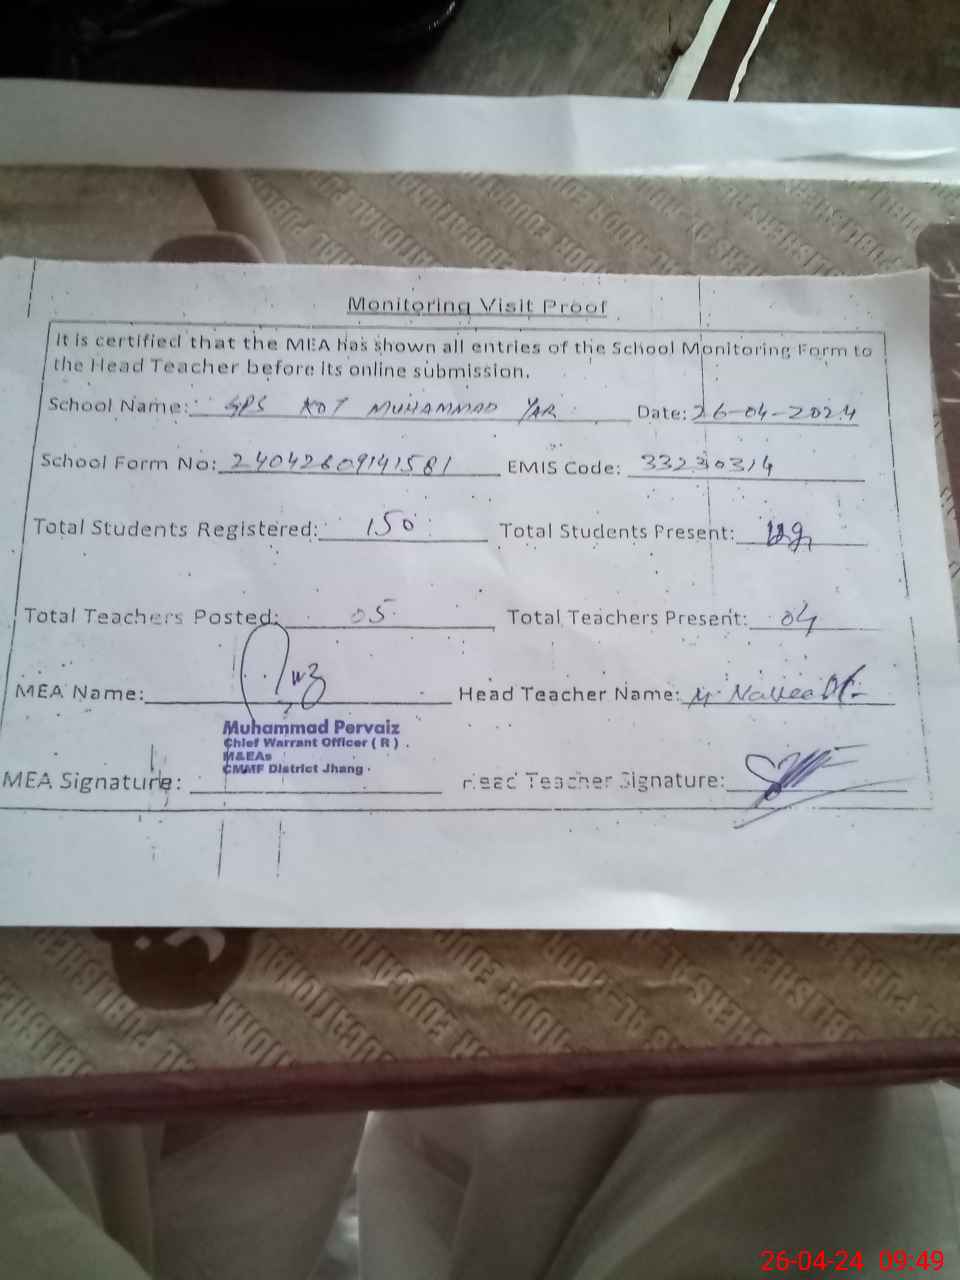 Monitoring Visit Proof
It is certified that the MEA has shown all entries of the School Monitoring Form to
the Head Teacher before its online submission.
School Name: GPS KOT MUHAMMAD YAR Date: 26-04-2024
School Form No: EMIS Code: 33230314
Total Students Registered: 150 Total Students Present:
Total Teachers Posted: 05 Total Teachers Present: 04
MEA Name: Head Teacher Name:
Muhammad Pervaiz
Chief Warrant Officer ( R )
M&EAs
CMMF District Jhang
MEA Signature: Head Teacher Signature:
26-04-24 09:49